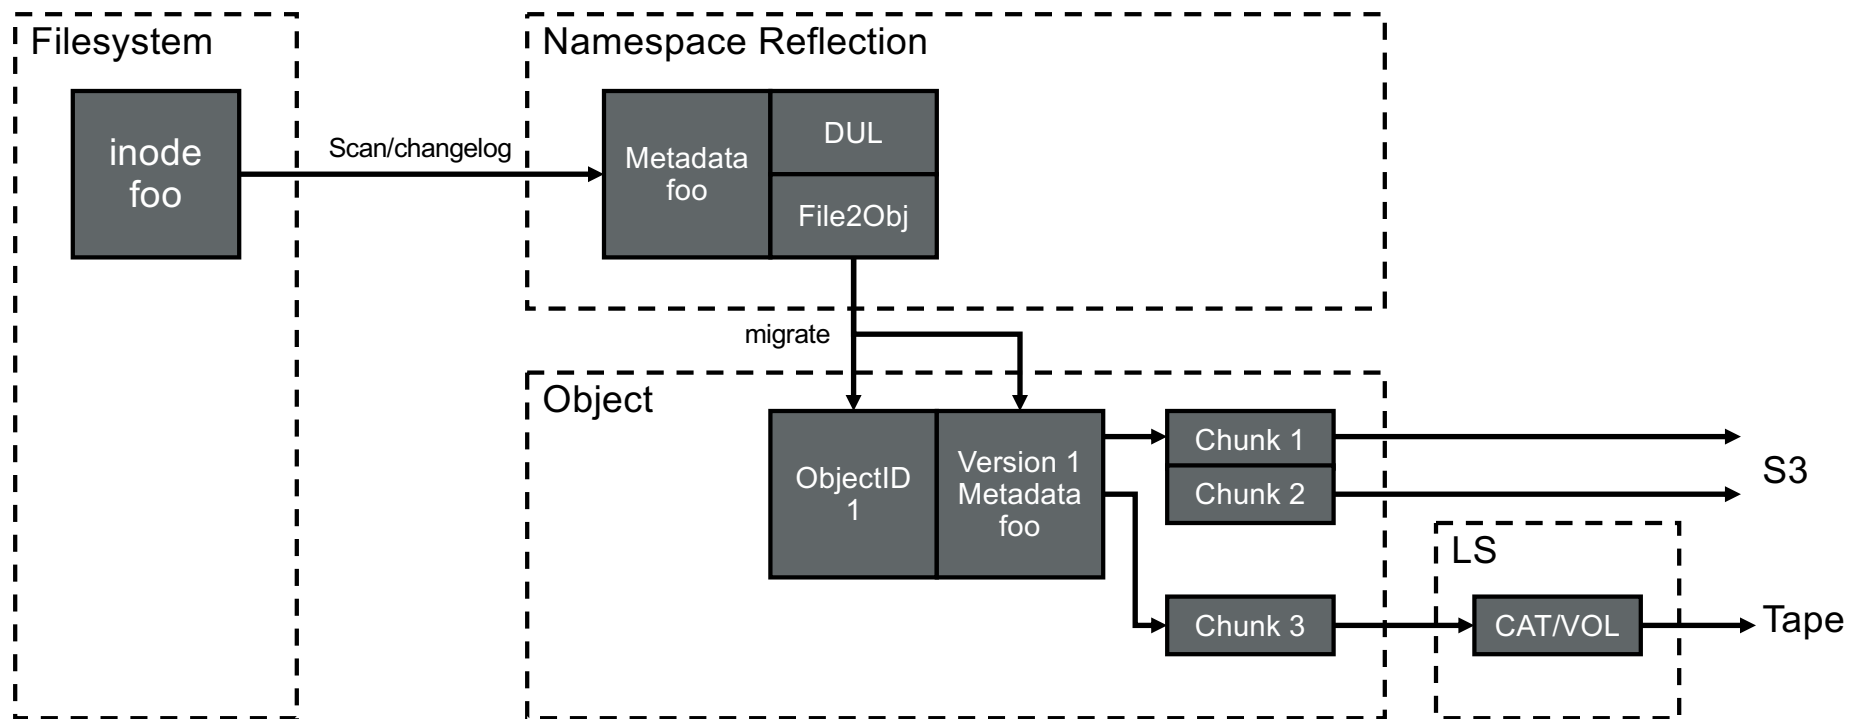 Filesystem
Namespace Reflection
inode
foo
Scan/changelog
Metadata
foo
DUL
File2Obj
migrate
Object
ObjectID
1
Version 1
Metadata
foo
Chunk 1
Chunk 2
S3
LS
Chunk 3
CAT/VOL
Tape